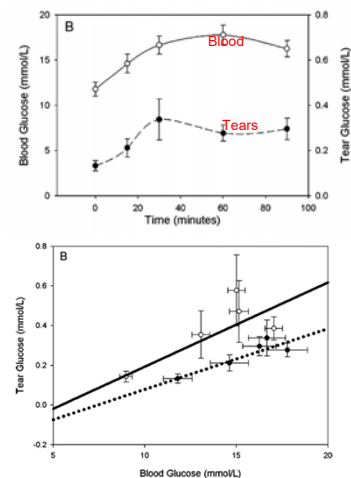 B
20
15
10
5
0
0.8
0.6
0.4
0.2
0.0
Blood
Tears
Blood Glucose
(mmol/L)
Tear Glucose
(mmol/L)
0 20 40 60 80 100
Time (minutes)
B
0.8
0.6
0.4
0.2
0.0
-0.2
Tear Glucose (mmol/L)
5 10 15 20
Blood Glucose (mmol/L)